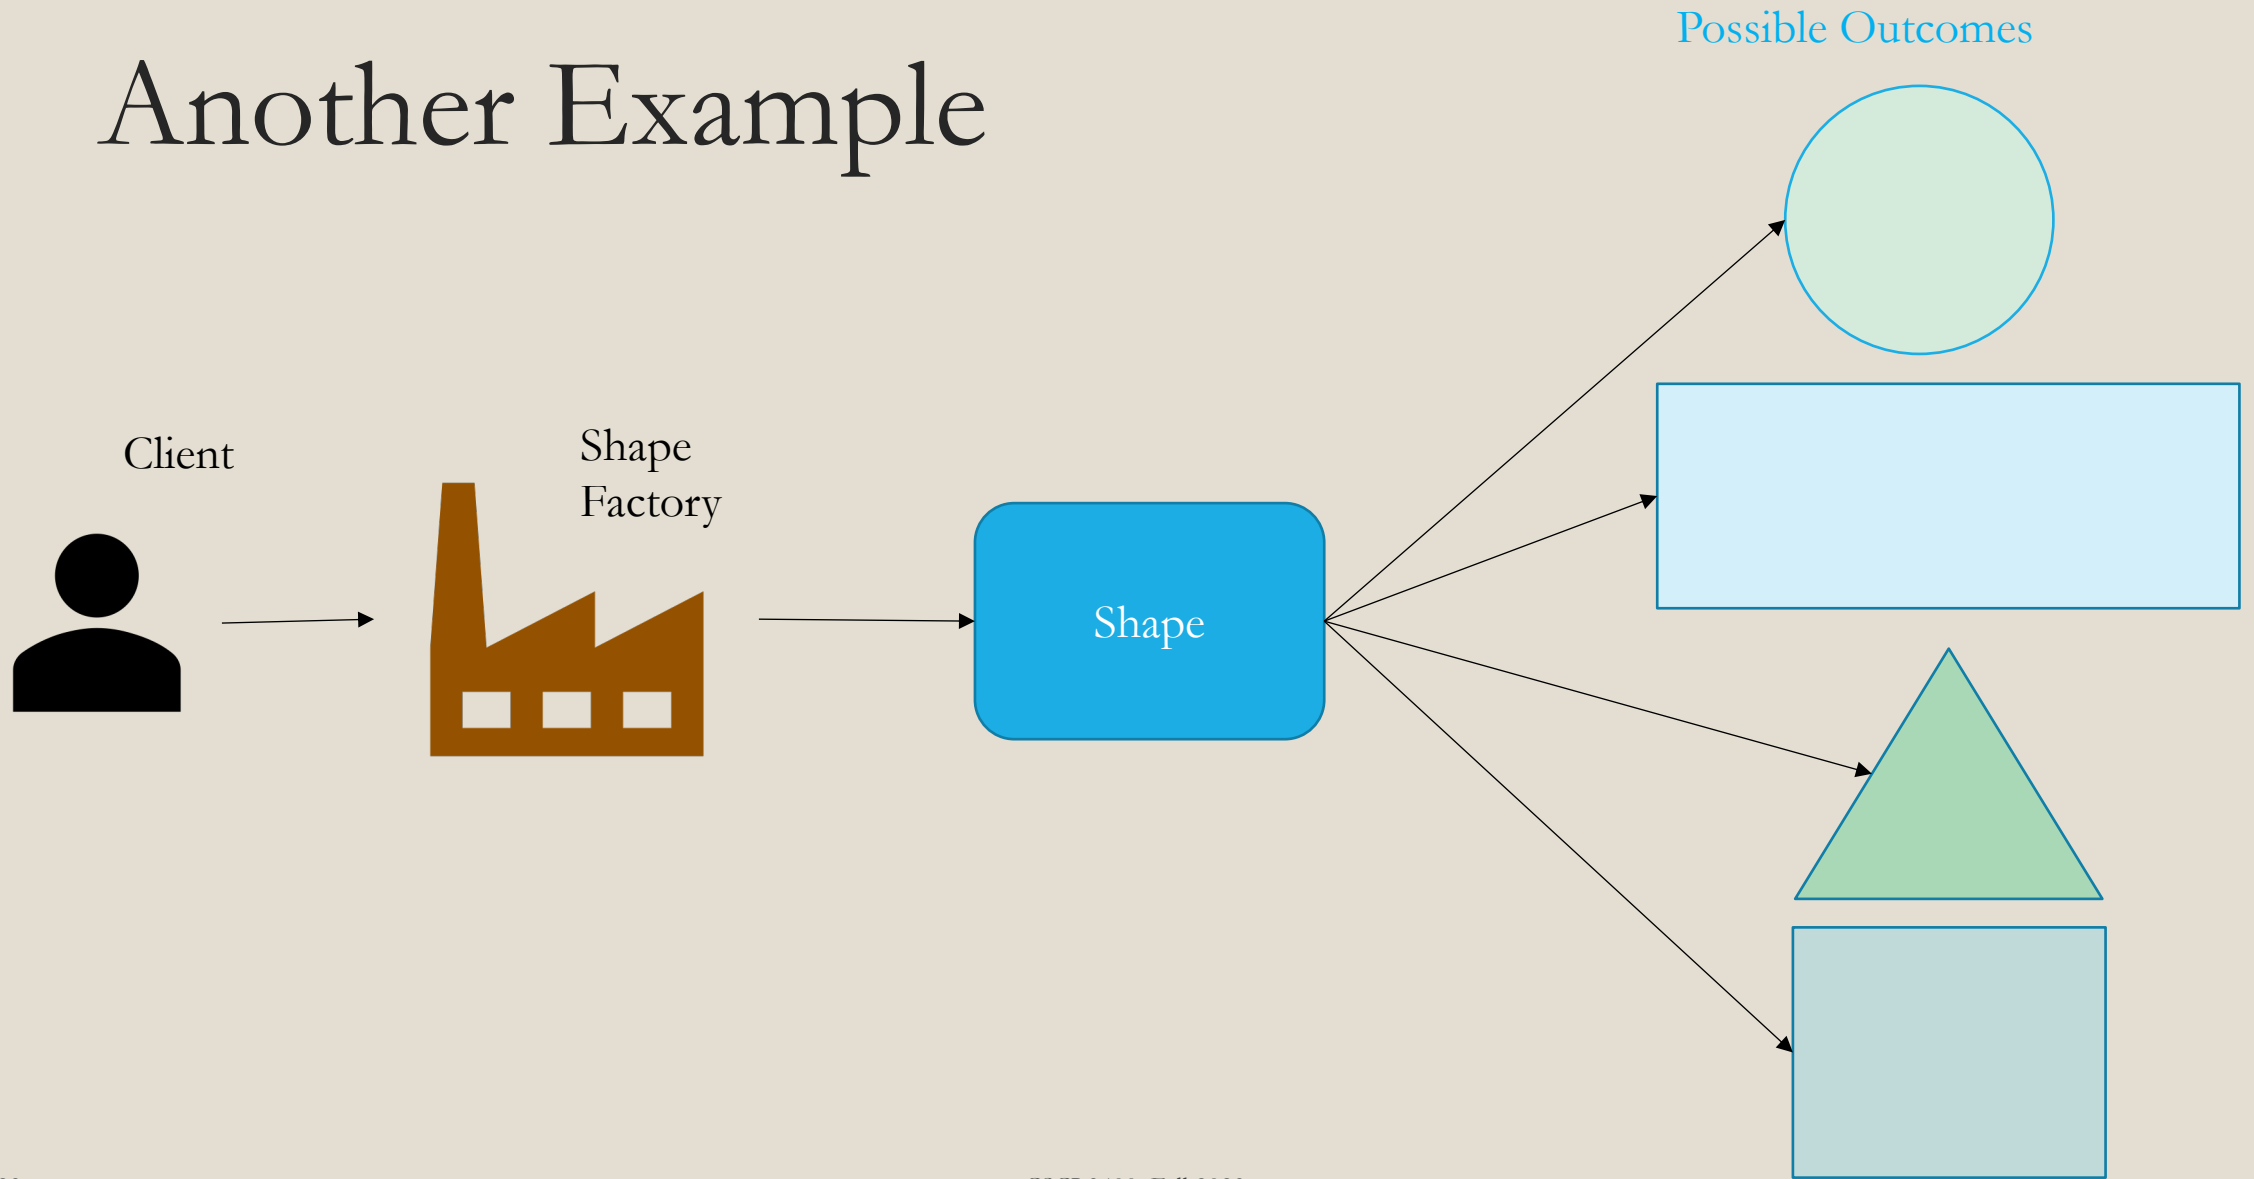 Possible Outcomes
Another Example
Client
Shape
Factory
Shape